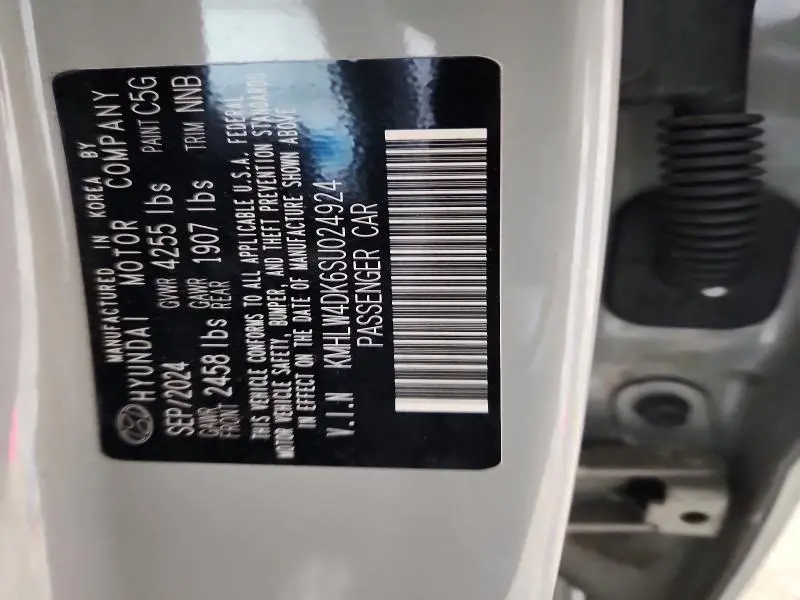 MANUFACTURED IN KOREA BY
HYUNDAI MOTOR COMPANY
SEP/2024 GVWR 4255 lbs PAINT C5G
GAWR FRONT 2458 lbs GAWR REAR 1907 lbs TRIM NNB
THIS VEHICLE CONFORMS TO ALL APPLICABLE U.S.A. FEDERAL
MOTOR VEHICLE SAFETY, BUMPER, AND THEFT PREVENTION STANDARDS
IN EFFECT ON THE DATE OF MANUFACTURE SHOWN ABOVE
V.I.N KMHLW4DK6SU024924
PASSENGER CAR